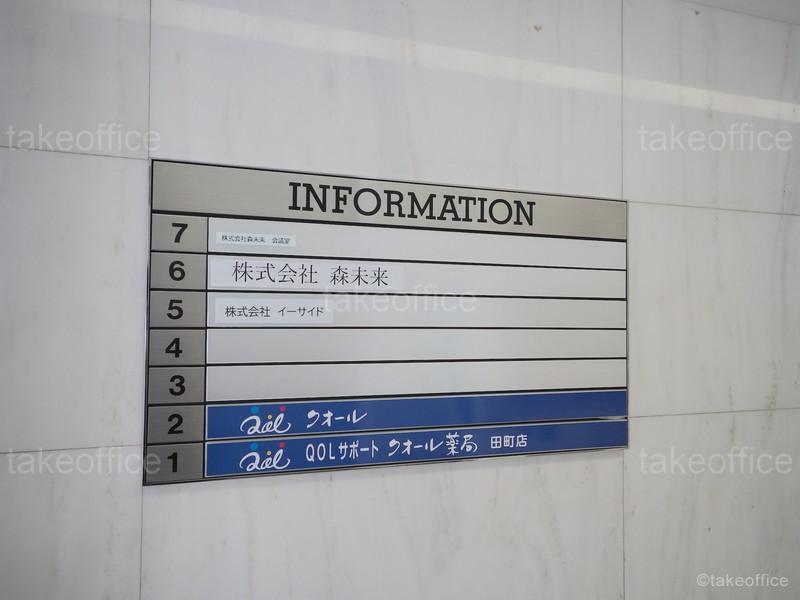 takeoffice takeoffice
INFORMATION
7 株式会社森未来 会議室
6 株式会社 森未来
takeoffice
5 株式会社 イーサイド
4
3
2 Qol クオール
1 Qol QOLサポート クオール薬局 田町店
takeoffice takeoffice
©takeoffice